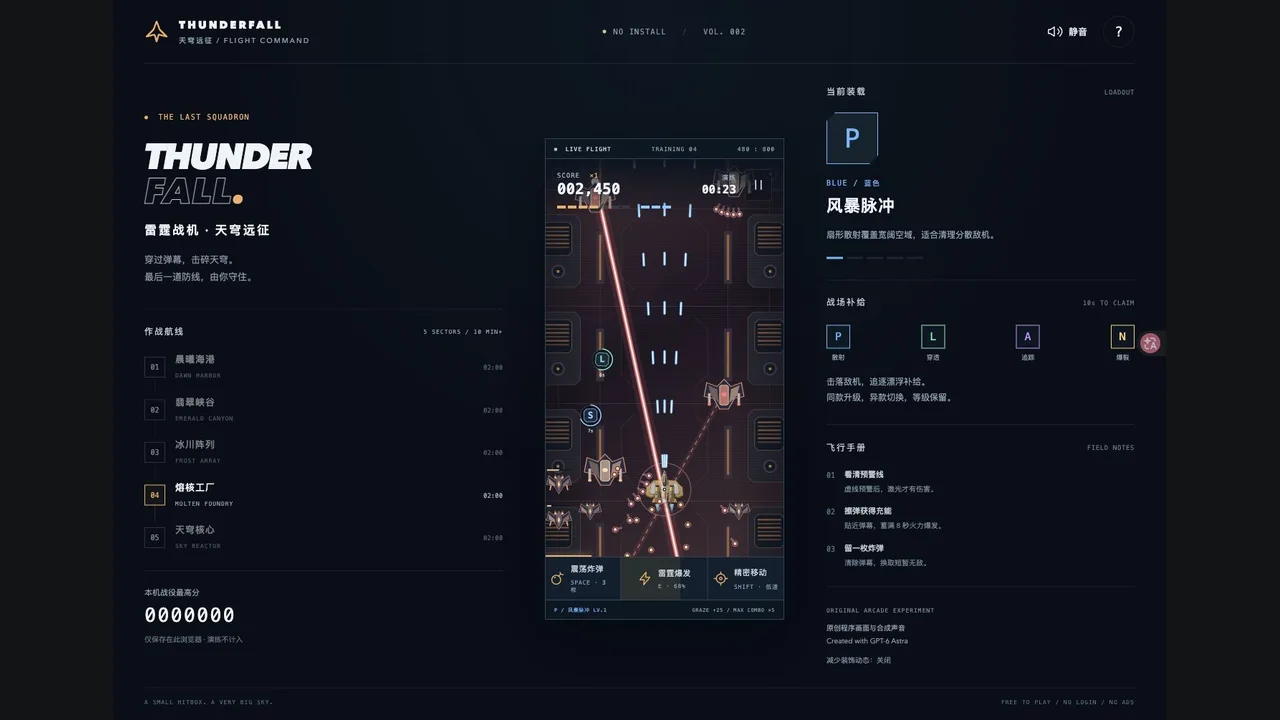 THUNDERFALL
天穹远征 / FLIGHT COMMAND
NO INSTALL / VOL. 002
静音
?
THE LAST SQUADRON
THUNDER
FALL.
雷霆战机 · 天穹远征
穿过弹幕，击碎天穹。
最后一道防线，由你守住。
作战航线
5 SECTORS / 10 MIN+
01
晨曦海港
DAWN HARBOR
02:00
02
翡翠峡谷
EMERALD CANYON
02:00
03
冰川阵列
FROST ARRAY
02:00
04
熔核工厂
MOLTEN FOUNDRY
02:00
05
天穹核心
SKY REACTOR
02:00
本机战役最高分
0000000
仅保存在此浏览器·演练不计入
LIVE FLIGHT
TRAINING 04
480 : 800
SCORE ×1
002,450
演练
00:23
L
8s
S
7s
震荡炸弹
SPACE · 3
枚
雷霆爆发
E · 68%
精密移动
SHIFT · 低速
P / 风暴脉冲 LV.1
GRAZE +25 / MAX COMBO ×5
当前装载
LOADOUT
P
BLUE / 蓝色
风暴脉冲
扇形散射覆盖宽阔空域，适合清理分散敌机。
战场补给
10s TO CLAIM
P
散射
L
穿透
A
追踪
N
爆裂
击落敌机，追逐漂浮补给。
同款升级，异款切换，等级保留。
飞行手册
FIELD NOTES
01
看清预警线
虚线预警后，激光才有伤害。
02
擦弹获得充能
贴近弹幕，蓄满 8 秒火力爆发。
03
留一枚炸弹
清除弹幕，换取短暂无敌。
ORIGINAL ARCADE EXPERIMENT
原创程序画面与合成声音
Created with GPT-6 Astra
减少装饰动态：关闭
A SMALL HITBOX. A VERY BIG SKY.
FREE TO PLAY / NO LOGIN / NO ADS